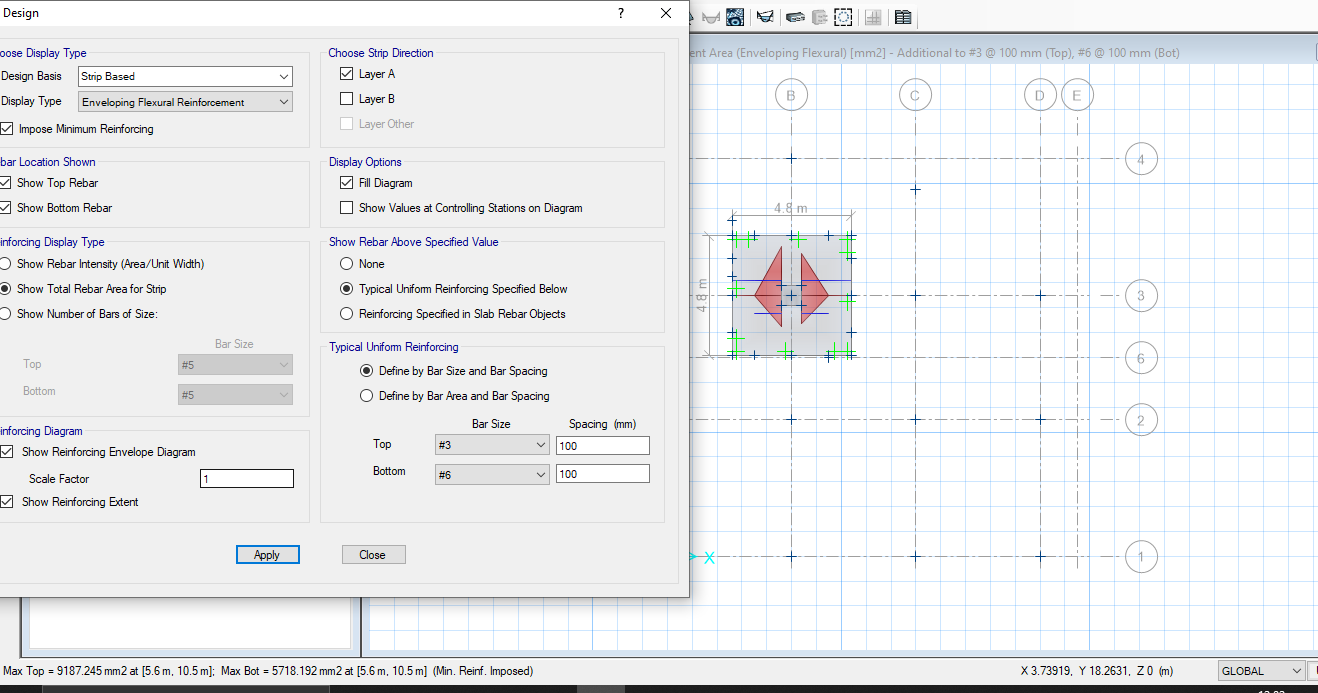 Design ?
oose Display Type
Design Basis Strip Based
Display Type Enveloping Flexural Reinforcement
Impose Minimum Reinforcing
bar Location Shown
Show Top Rebar
Show Bottom Rebar
inforcing Display Type
Show Rebar Intensity (Area/Unit Width)
Show Total Rebar Area for Strip
Show Number of Bars of Size:
Bar Size
Top #5
Bottom #5
inforcing Diagram
Show Reinforcing Envelope Diagram
Scale Factor 1
Show Reinforcing Extent
Choose Strip Direction
Layer A
Layer B
Layer Other
Display Options
Fill Diagram
Show Values at Controlling Stations on Diagram
Show Rebar Above Specified Value
None
Typical Uniform Reinforcing Specified Below
Reinforcing Specified in Slab Rebar Objects
Typical Uniform Reinforcing
Define by Bar Size and Bar Spacing
Define by Bar Area and Bar Spacing
Bar Size Spacing (mm)
Top #3 100
Bottom #6 100
Apply Close
ent Area (Enveloping Flexural) [mm2] - Additional to #3 @ 100 mm (Top), #6 @ 100 mm (Bot)
B C D E
4
4.8 m
4.8 m
3
6
2
X
1
Max Top = 9187.245 mm2 at [5.6 m, 10.5 m]; Max Bot = 5718.192 mm2 at [5.6 m, 10.5 m] (Min. Reinf. Imposed)
X 3.73919, Y 18.2631, Z 0 (m)
GLOBAL